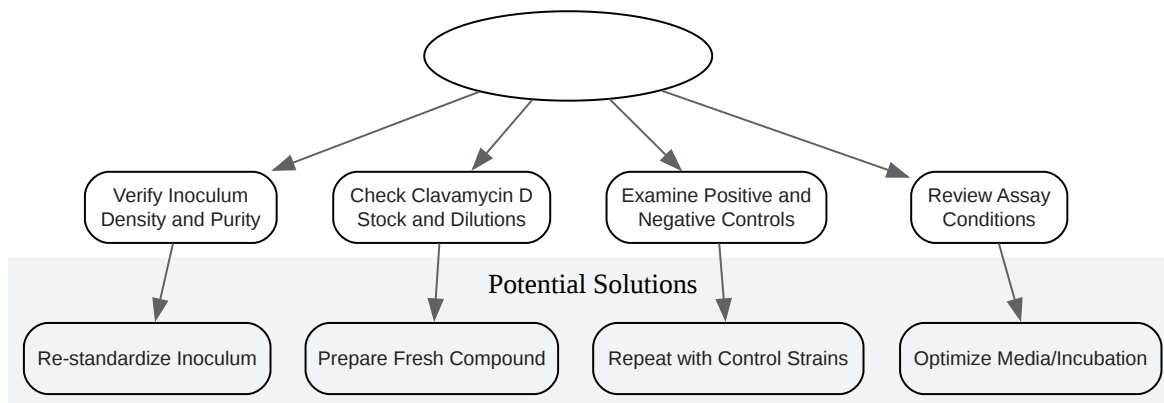 Verify Inoculum
Density and Purity
Check Clavamycin D
Stock and Dilutions
Examine Positive and
Negative Controls
Review Assay
Conditions
Potential Solutions
Re-standardize Inoculum
Prepare Fresh Compound
Repeat with Control Strains
Optimize Media/Incubation